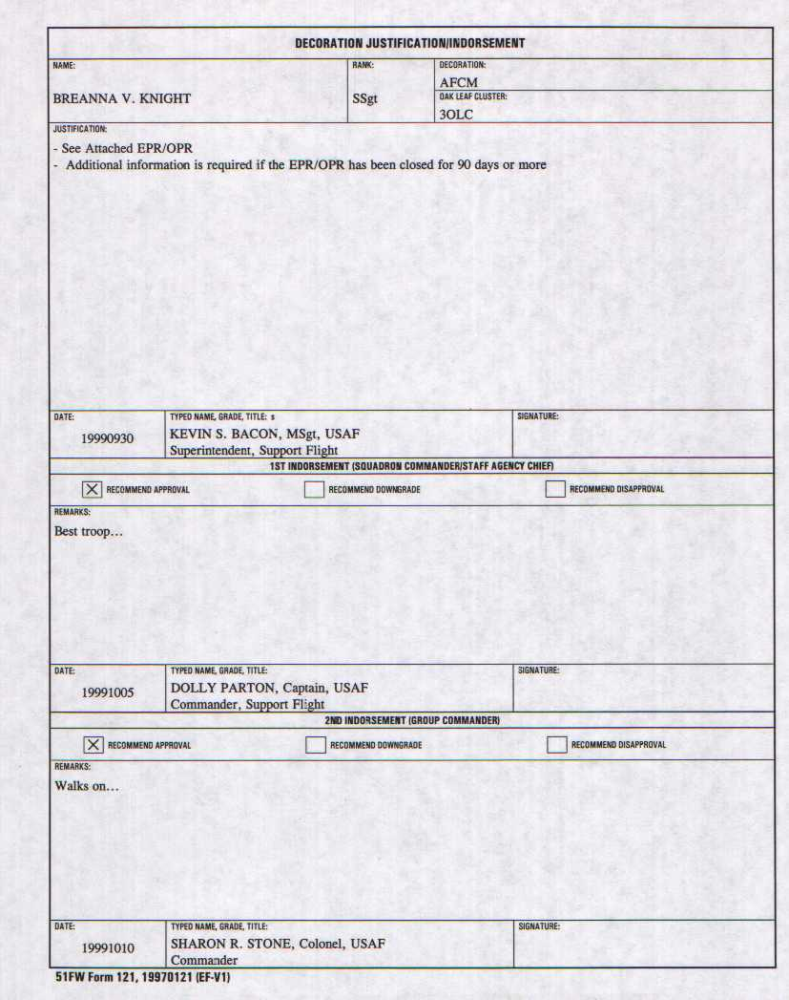 DECORATION JUSTIFICATION/INDORSEMENT
NAME: RANK: DECORATION:
AFCM
BREANNA V. KNIGHT SSgt OAK LEAF CLUSTER:
3OLC
JUSTIFICATION:
- See Attached EPR/OPR
- Additional information is required if the EPR/OPR has been closed for 90 days or more
DATE: TYPED NAME, GRADE, TITLE: s SIGNATURE:
19990930 KEVIN S. BACON, MSgt, USAF
Superintendent, Support Flight
1ST INDORSEMENT (SQUADRON COMMANDER/STAFF AGENCY CHIEF)
X RECOMMEND APPROVAL RECOMMEND DOWNGRADE RECOMMEND DISAPPROVAL
REMARKS:
Best troop...
DATE: TYPED NAME, GRADE, TITLE: SIGNATURE:
19991005 DOLLY PARTON, Captain, USAF
Commander, Support Flight
2ND INDORSEMENT (GROUP COMMANDER)
X RECOMMEND APPROVAL RECOMMEND DOWNGRADE RECOMMEND DISAPPROVAL
REMARKS:
Walks on...
DATE: TYPED NAME, GRADE, TITLE: SIGNATURE:
19991010 SHARON R. STONE, Colonel, USAF
Commander
51FW Form 121, 19970121 (EF-V1)